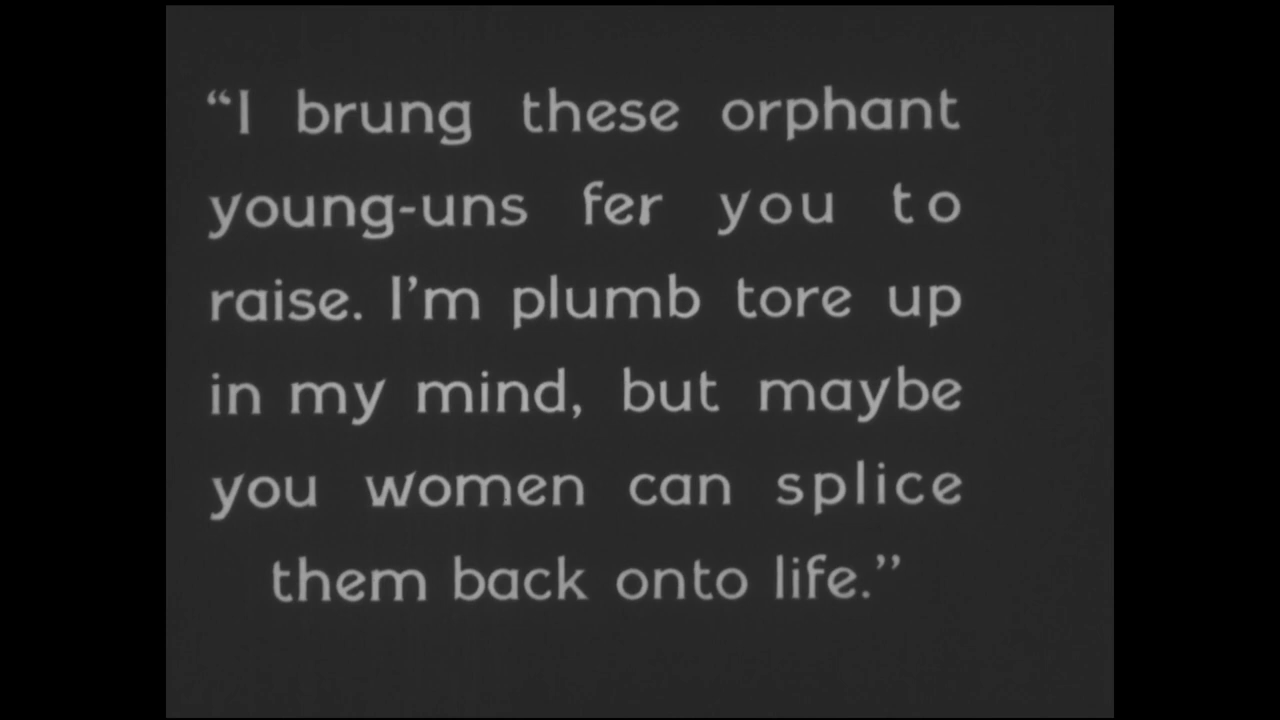 “I brung these orphant
young-uns fer you to
raise. I’m plumb tore up
in my mind, but maybe
you women can splice
them back onto life.”